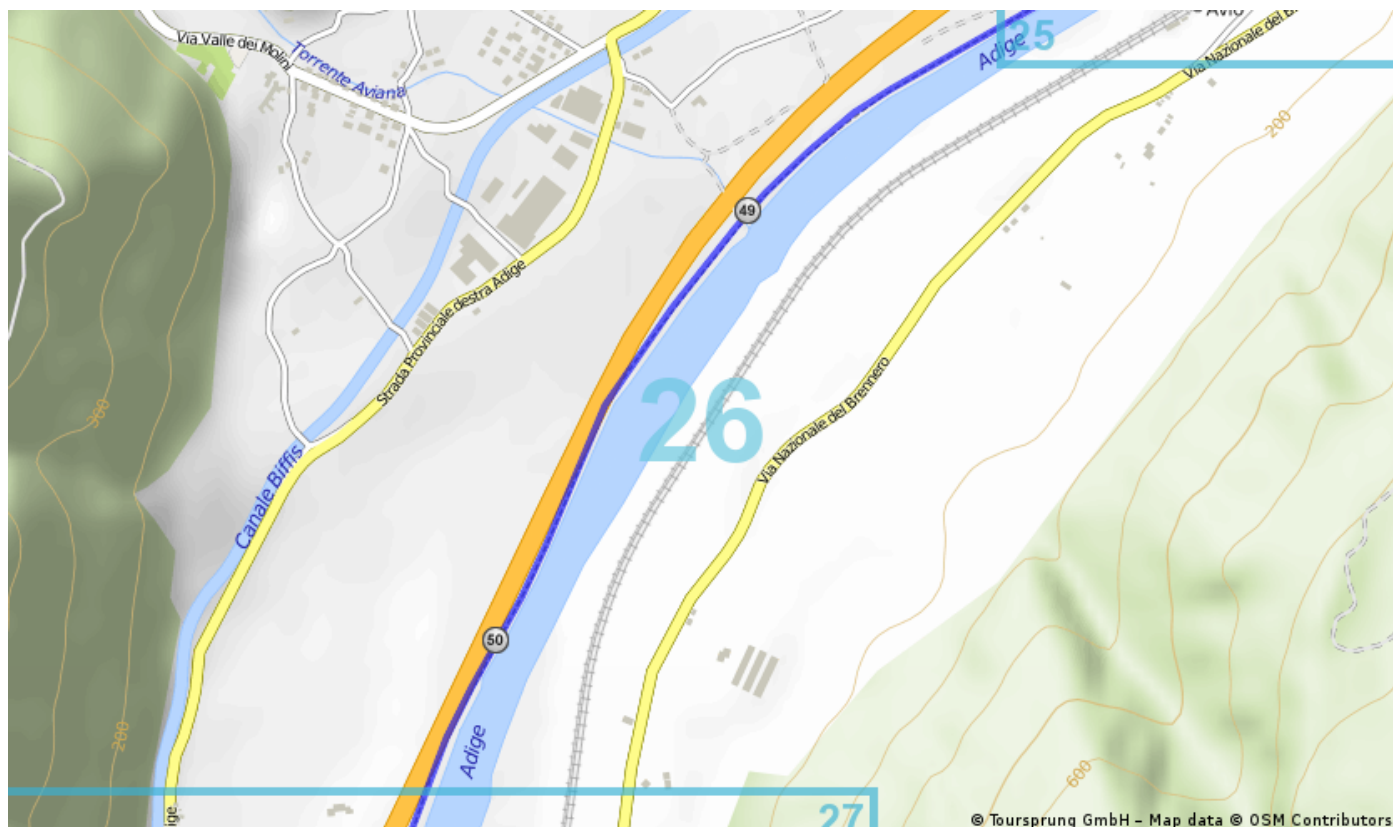 Via Valle dei Molini
Torrente Aviana
Adige
25
Avio
Via Nazionale del B
200
49
Strada Provinciale destra Adige
26
300
Via Nazionale del Brennero
Canale Biffis
50
200
Adige
600
ige
27
© Toursprung GmbH – Map data © OSM Contributors